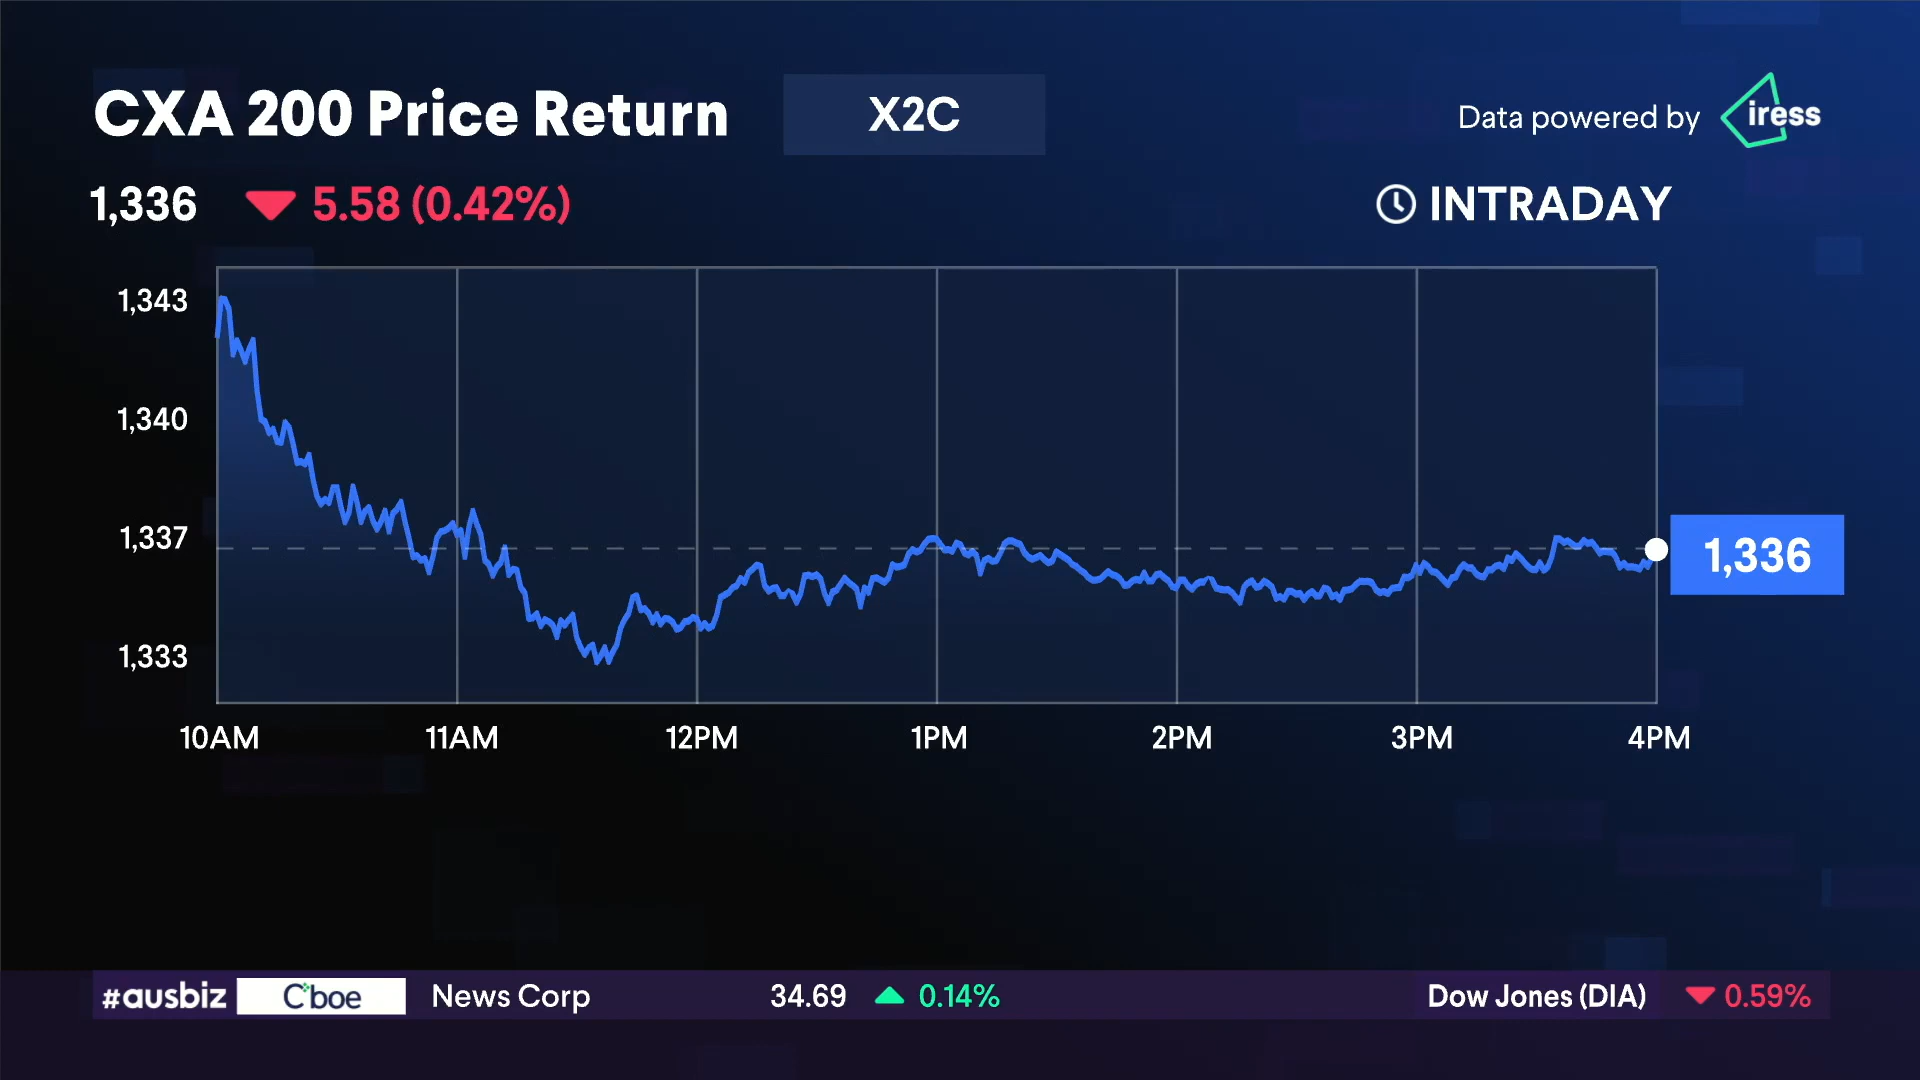 CXA 200 Price Return
X2C
Data powered by iress
1,336 5.58 (0.42%)
INTRADAY
1,343
1,340
1,337
1,333
1,336
10AM 11AM 12PM 1PM 2PM 3PM 4PM
#ausbiz Cboe News Corp 34.69 0.14% Dow Jones (DIA) 0.59%